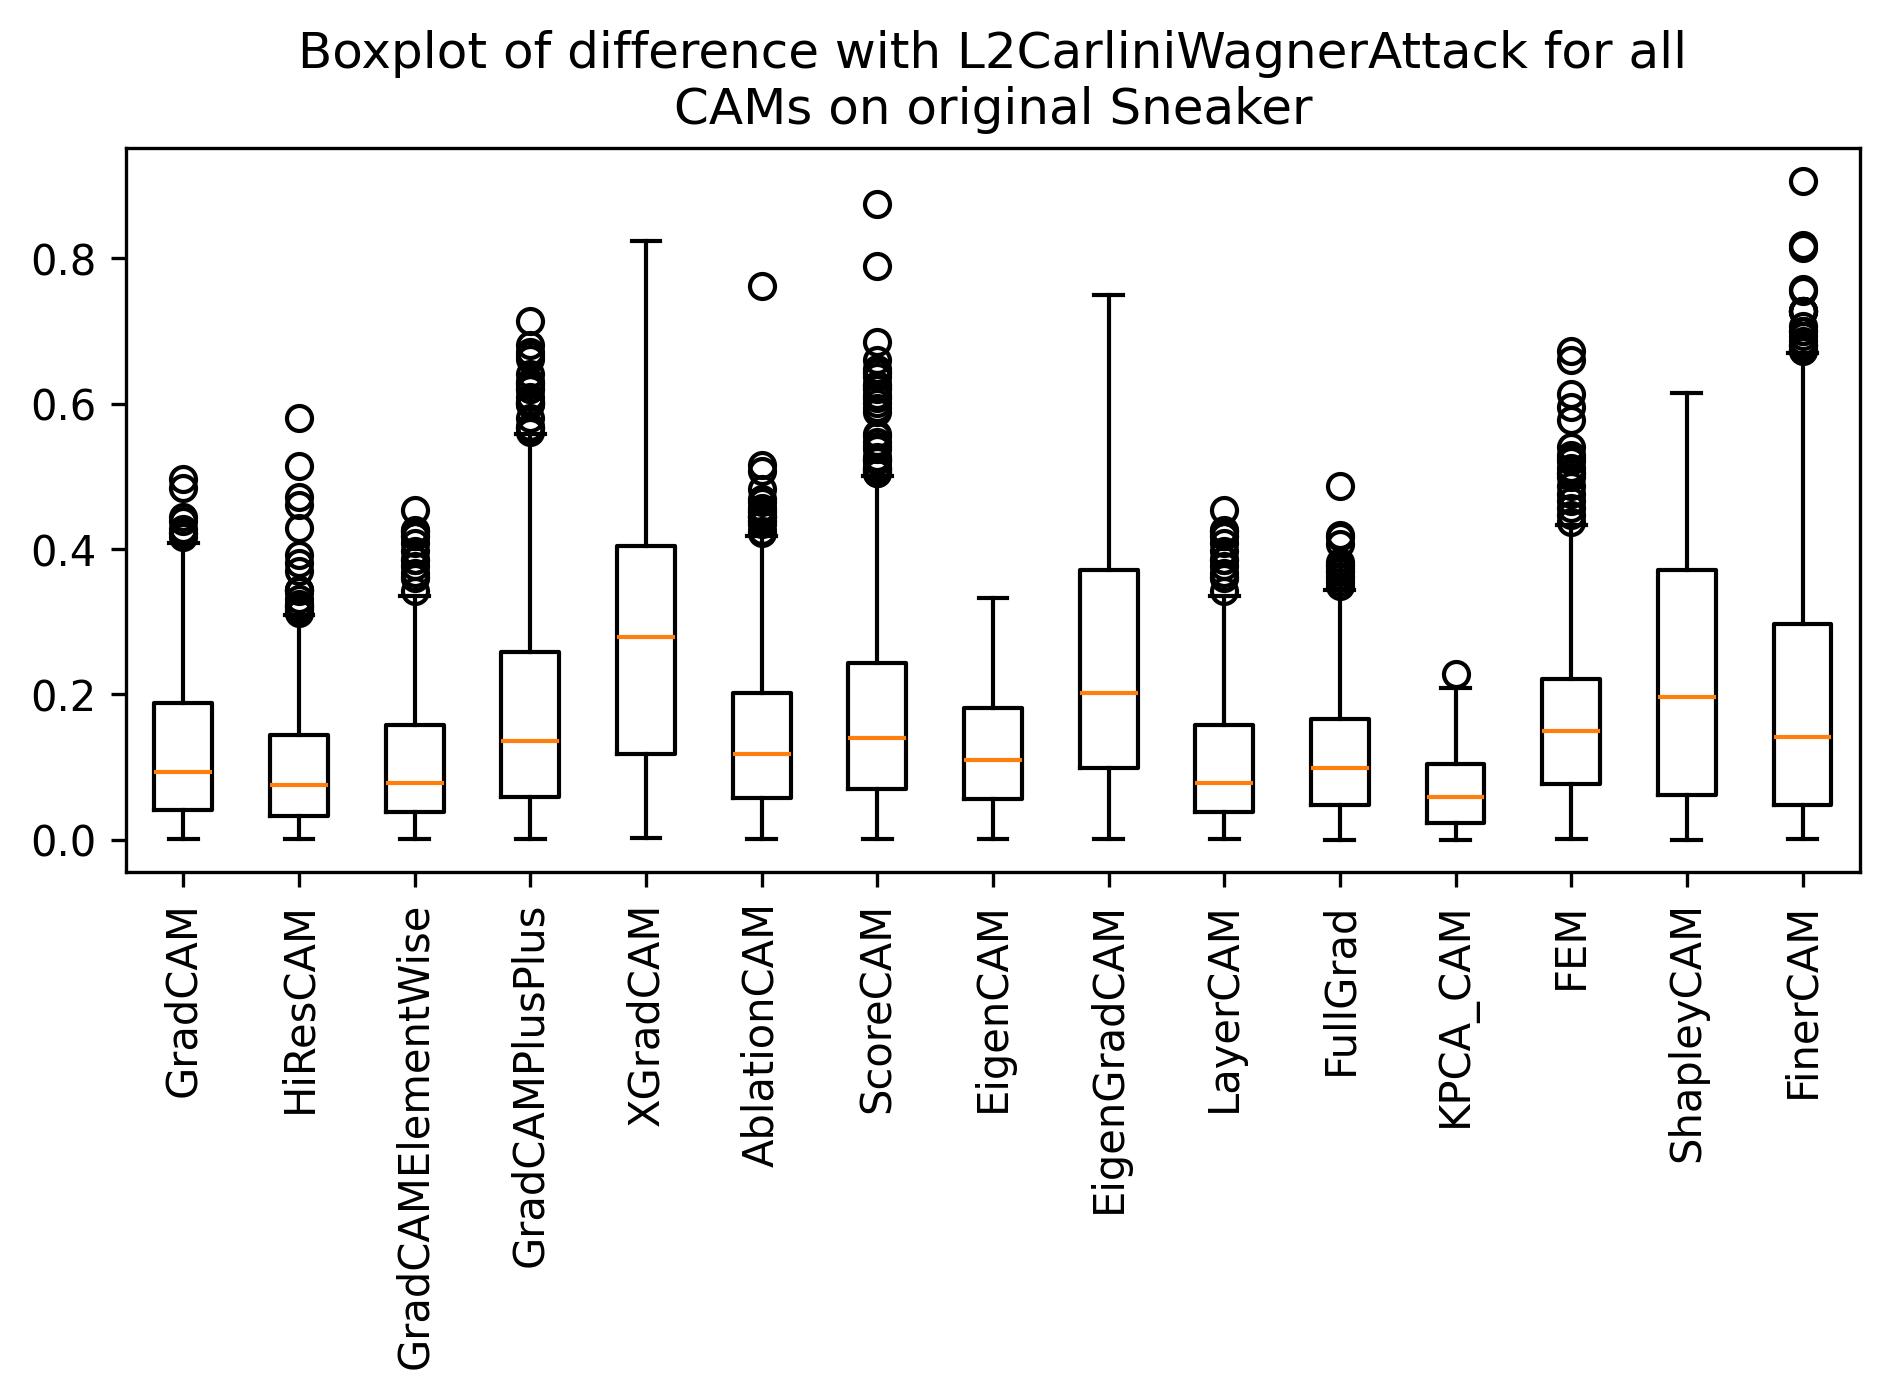 Boxplot of difference with L2CarliniWagnerAttack for all
CAMs on original Sneaker
0.8
0.6
0.4
0.2
0.0
GradCAM
HiResCAM
GradCAMElementWise
GradCAMPlusPlus
XGradCAM
AblationCAM
ScoreCAM
EigenCAM
EigenGradCAM
LayerCAM
FullGrad
KPCA_CAM
FEM
ShapleyCAM
FinerCAM